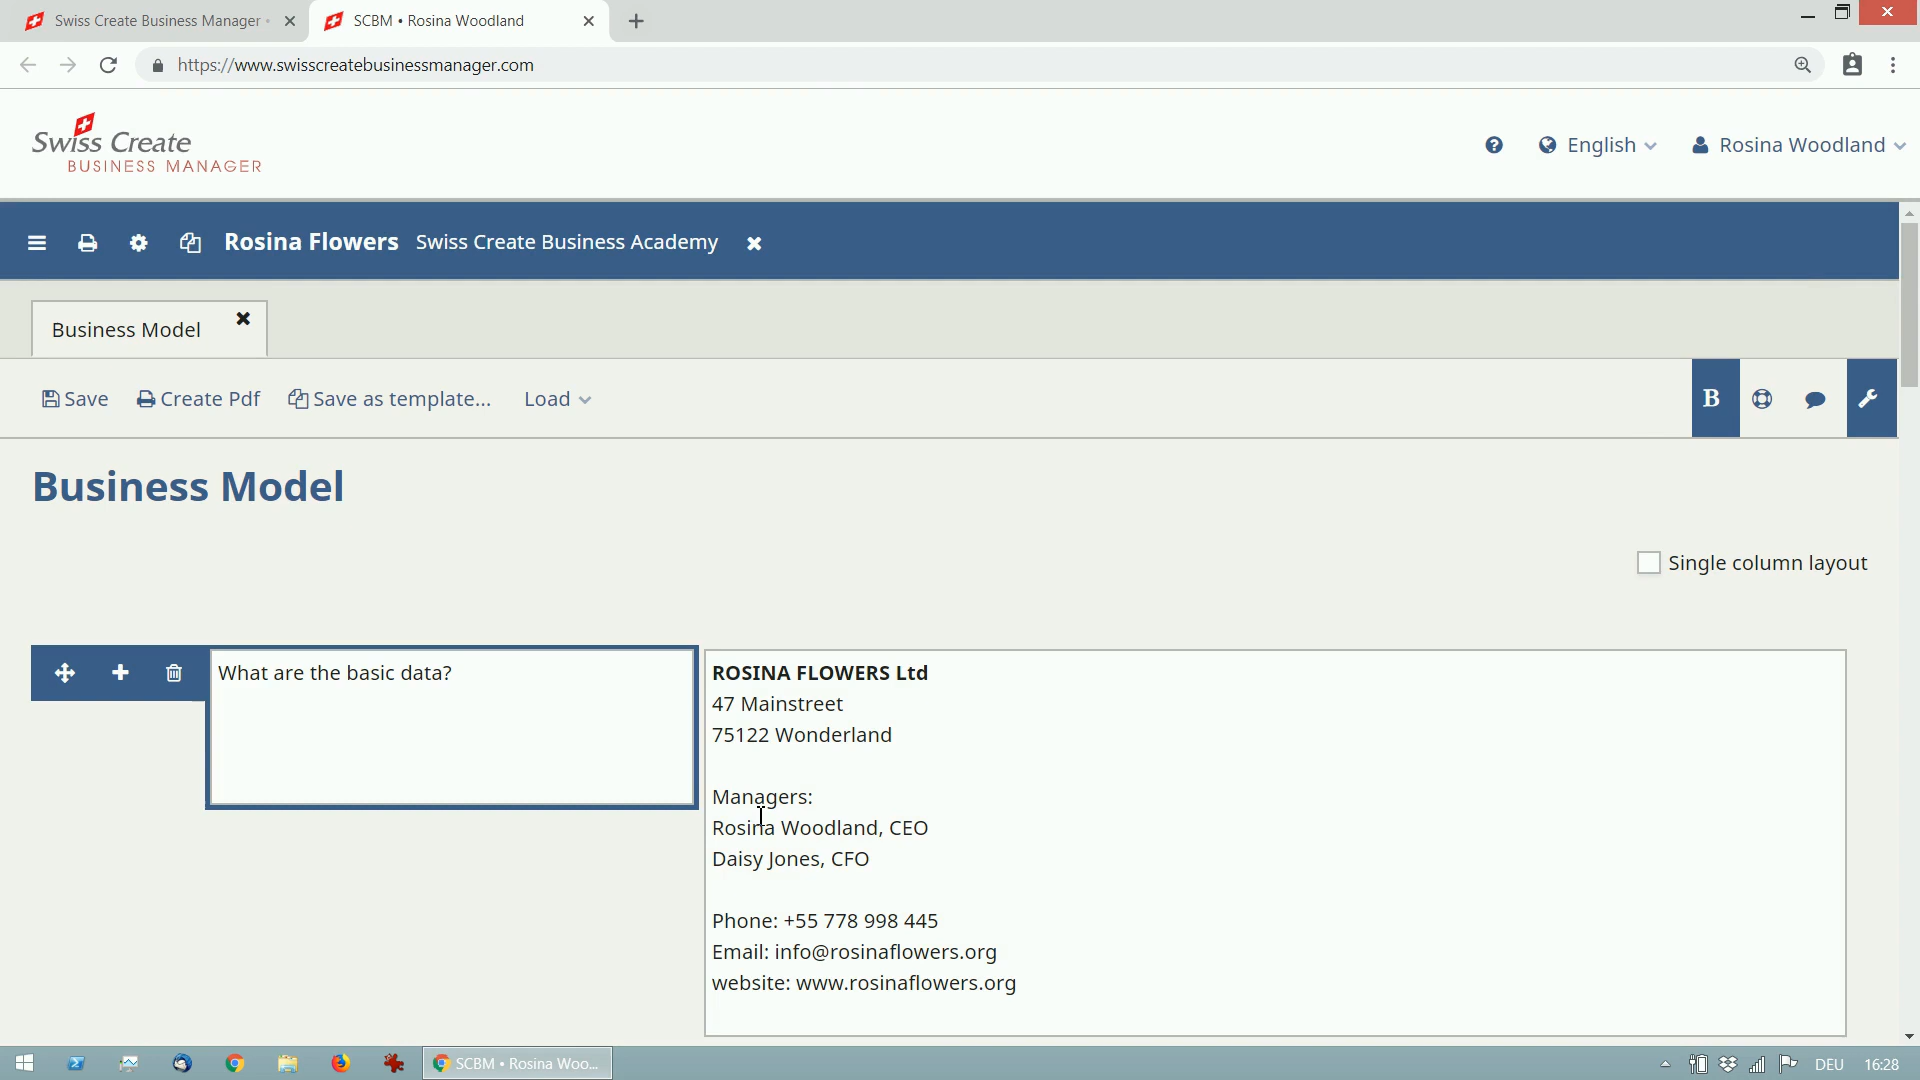 Swiss Create Business Manager •
SCBM • Rosina Woodland
https://www.swisscreatebusinessmanager.com
Swiss Create
BUSINESS MANAGER
English
Rosina Woodland
Rosina Flowers Swiss Create Business Academy
Business Model
Save Create Pdf Save as template... Load
B
Business Model
Single column layout
What are the basic data?
ROSINA FLOWERS Ltd
47 Mainstreet
75122 Wonderland
Managers:
Rosina Woodland, CEO
Daisy Jones, CFO
Phone: +55 778 998 445
Email: info@rosinaflowers.org
website: www.rosinaflowers.org
SCBM • Rosina Woo...
DEU 16:28